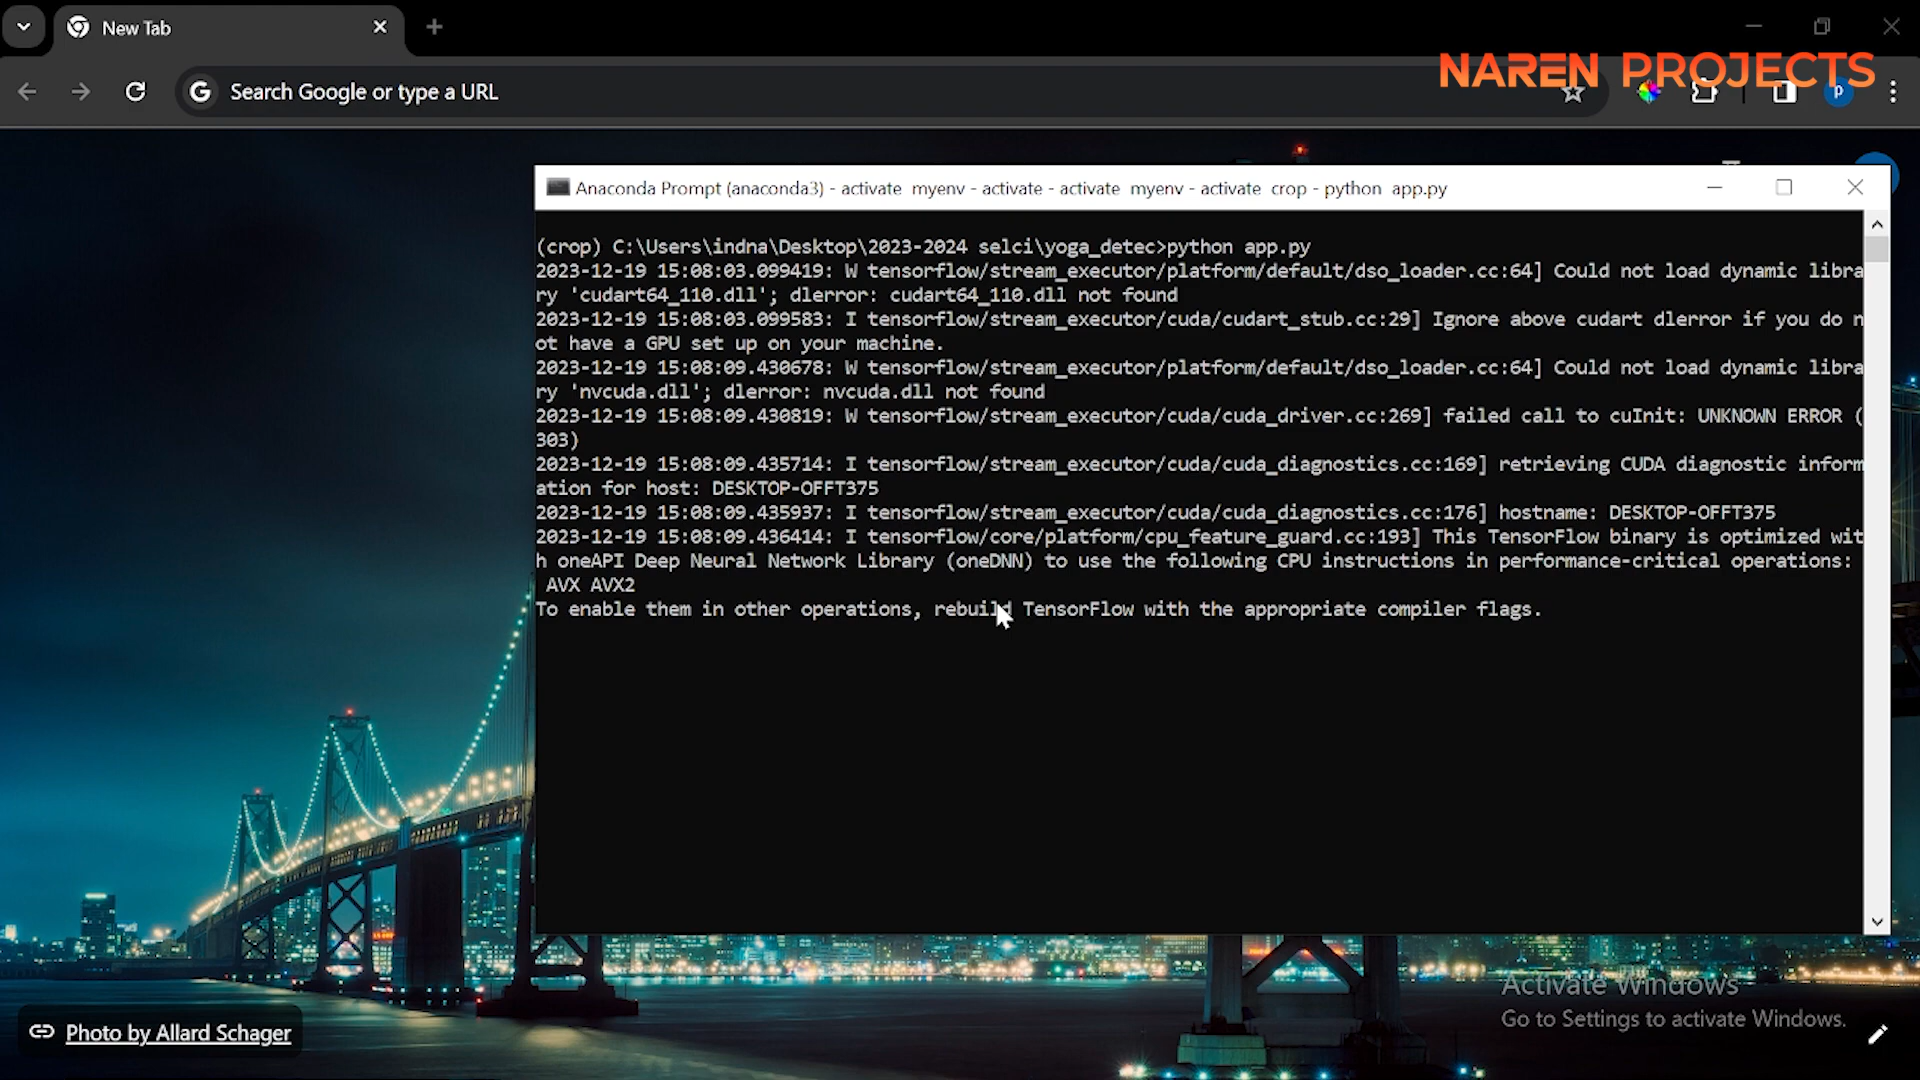 New Tab
NAREN PROJECTS
Search Google or type a URL
p
Anaconda Prompt (anaconda3) - activate  myenv - activate - activate  myenv - activate  crop - python  app.py
(crop) C:\Users\indna\Desktop\2023-2024 selci\yoga_detec>python app.py
2023-12-19 15:08:03.099419: W tensorflow/stream_executor/platform/default/dso_loader.cc:64] Could not load dynamic libra
ry 'cudart64_110.dll'; dlerror: cudart64_110.dll not found
2023-12-19 15:08:03.099583: I tensorflow/stream_executor/cuda/cudart_stub.cc:29] Ignore above cudart dlerror if you do n
ot have a GPU set up on your machine.
2023-12-19 15:08:09.430678: W tensorflow/stream_executor/platform/default/dso_loader.cc:64] Could not load dynamic libra
ry 'nvcuda.dll'; dlerror: nvcuda.dll not found
2023-12-19 15:08:09.430819: W tensorflow/stream_executor/cuda/cuda_driver.cc:269] failed call to cuInit: UNKNOWN ERROR (
303)
2023-12-19 15:08:09.435714: I tensorflow/stream_executor/cuda/cuda_diagnostics.cc:169] retrieving CUDA diagnostic inform
ation for host: DESKTOP-OFFT375
2023-12-19 15:08:09.435937: I tensorflow/stream_executor/cuda/cuda_diagnostics.cc:176] hostname: DESKTOP-OFFT375
2023-12-19 15:08:09.436414: I tensorflow/core/platform/cpu_feature_guard.cc:193] This TensorFlow binary is optimized wit
h oneAPI Deep Neural Network Library (oneDNN) to use the following CPU instructions in performance-critical operations:
AVX AVX2
To enable them in other operations, rebuild TensorFlow with the appropriate compiler flags.
Activate Windows
Go to Settings to activate Windows.
Photo by Allard Schager